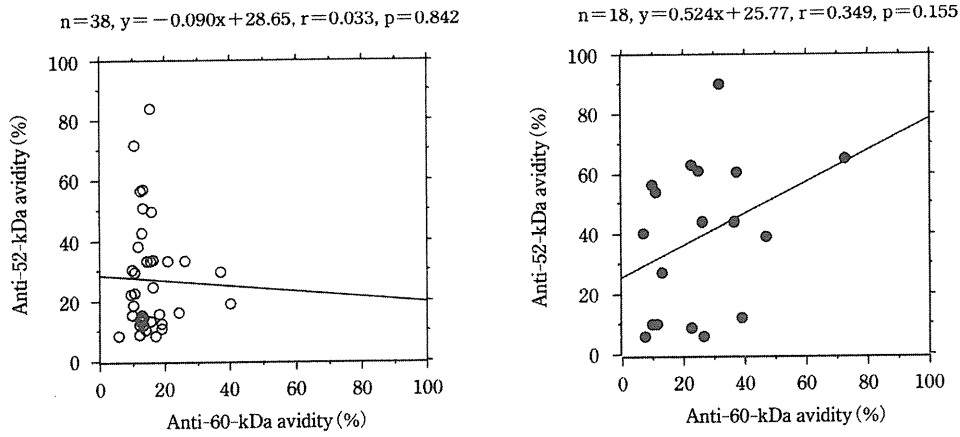 n=38, y=−0.090x+28.65, r=0.033, p=0.842
100
80
60
40
20
0
Anti-52-kDa avidity (%)
0 20 40 60 80 100
Anti-60-kDa avidity (%)
n=18, y=0.524x+25.77, r=0.349, p=0.155
100
80
60
40
20
0
Anti-52-kDa avidity (%)
0 20 40 60 80 100
Anti-60-kDa avidity (%)